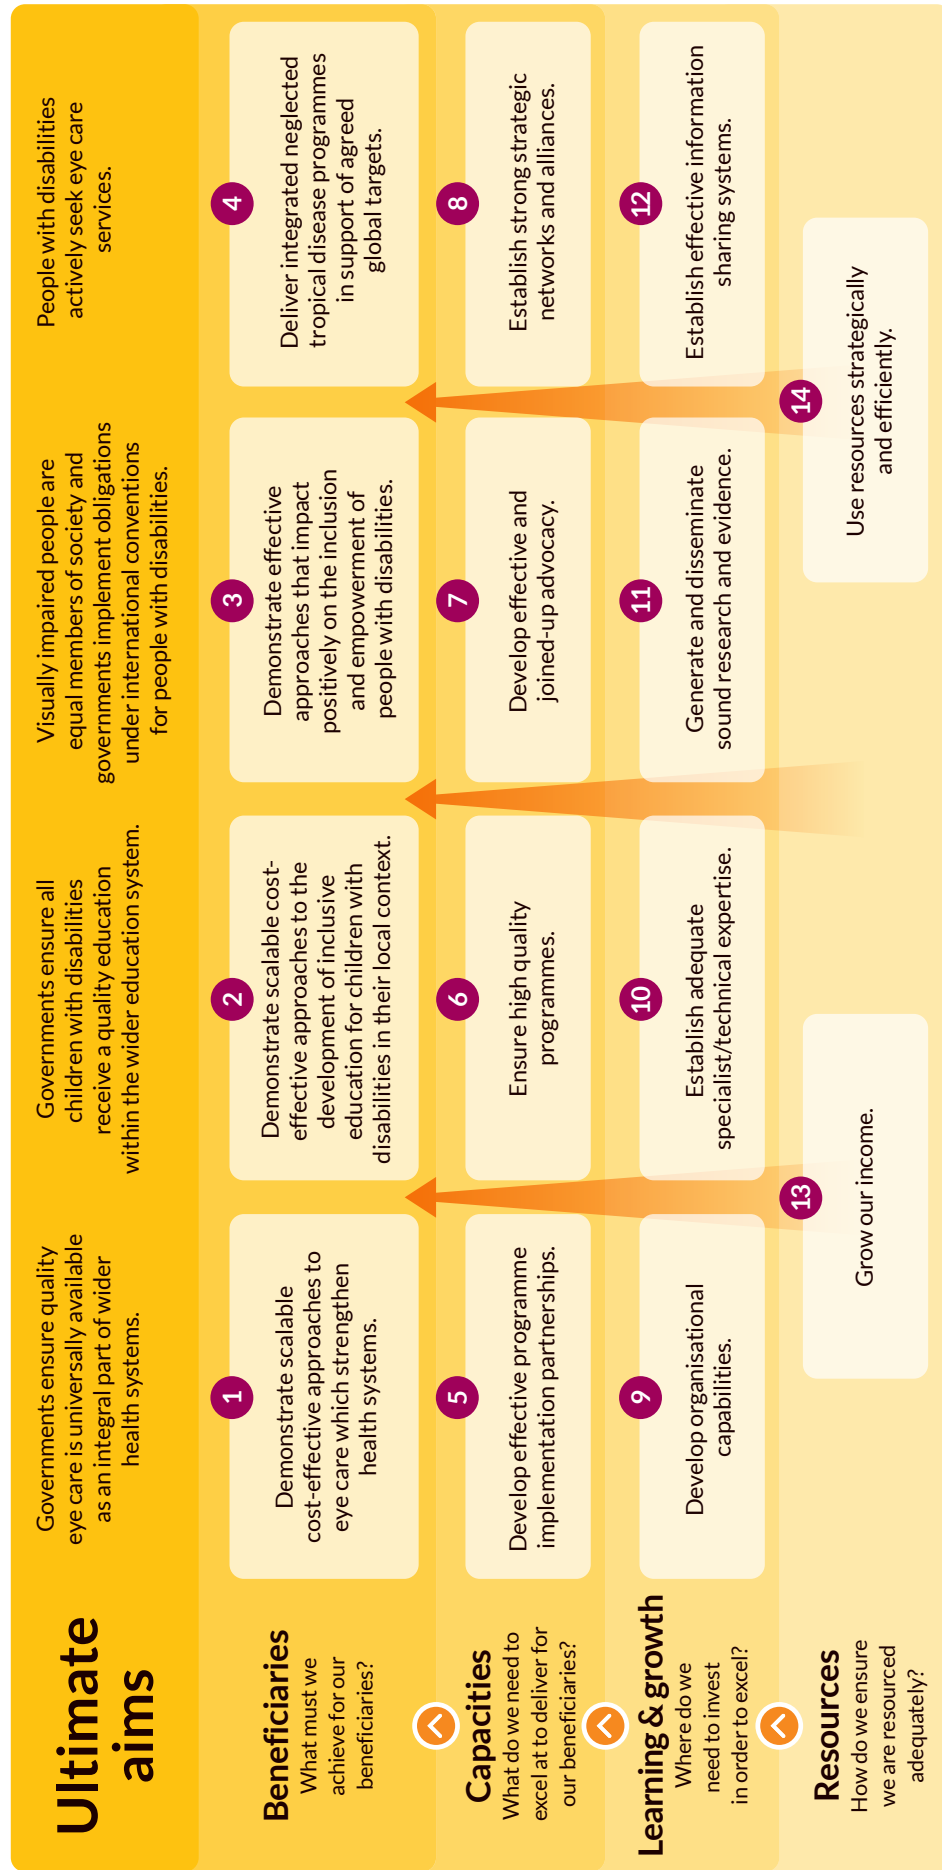 Ultimate
aims
Governments ensure quality
eye care is universally available
as an integral part of wider
health systems.
Governments ensure all
children with disabilities
receive a quality education
within the wider education system.
Visually impaired people are
equal members of society and
governments implement obligations
under international conventions
for people with disabilities.
People with disabilities
actively seek eye care
services.
Beneficiaries
What must we
achieve for our
beneficiaries?
1
Demonstrate scalable
cost-effective approaches to
eye care which strengthen
health systems.
2
Demonstrate scalable cost-
effective approaches to the
development of inclusive
education for children with
disabilities in their local context.
3
Demonstrate effective
approaches that impact
positively on the inclusion
and empowerment of
people with disabilities.
4
Deliver integrated neglected
tropical disease programmes
in support of agreed
global targets.
Capacities
What do we need to
excel at to deliver for
our beneficiaries?
5
Develop effective programme
implementation partnerships.
6
Ensure high quality
programmes.
7
Develop effective and
joined-up advocacy.
8
Establish strong strategic
networks and alliances.
Learning & growth
Where do we
need to invest
in order to excel?
9
Develop organisational
capabilities.
10
Establish adequate
specialist/technical expertise.
11
Generate and disseminate
sound research and evidence.
12
Establish effective information
sharing systems.
Resources
How do we ensure
we are resourced
adequately?
13
Grow our income.
14
Use resources strategically
and efficiently.